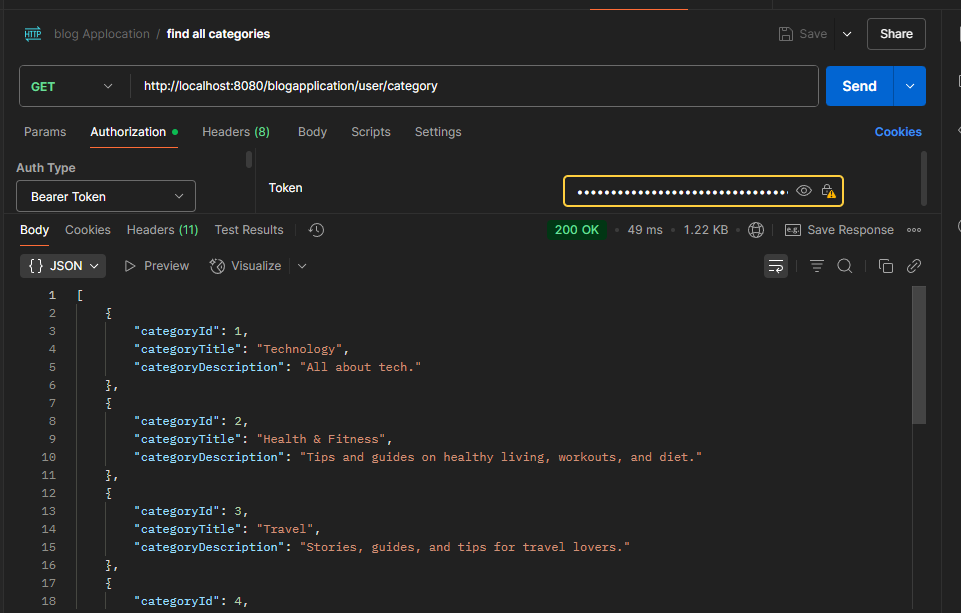 HTTP blog Applocation / find all categories Save Share
GET http://localhost:8080/blogapplication/user/category Send
Params Authorization Headers (8) Body Scripts Settings Cookies
Auth Type
Bearer Token
Token
Body Cookies Headers (11) Test Results 200 OK • 49 ms • 1.22 KB • e.g. Save Response
{} JSON Preview Visualize
1 [
2 {
3 "categoryId": 1,
4 "categoryTitle": "Technology",
5 "categoryDescription": "All about tech."
6 },
7 {
8 "categoryId": 2,
9 "categoryTitle": "Health & Fitness",
10 "categoryDescription": "Tips and guides on healthy living, workouts, and diet."
11 },
12 {
13 "categoryId": 3,
14 "categoryTitle": "Travel",
15 "categoryDescription": "Stories, guides, and tips for travel lovers."
16 },
17 {
18 "categoryId": 4,